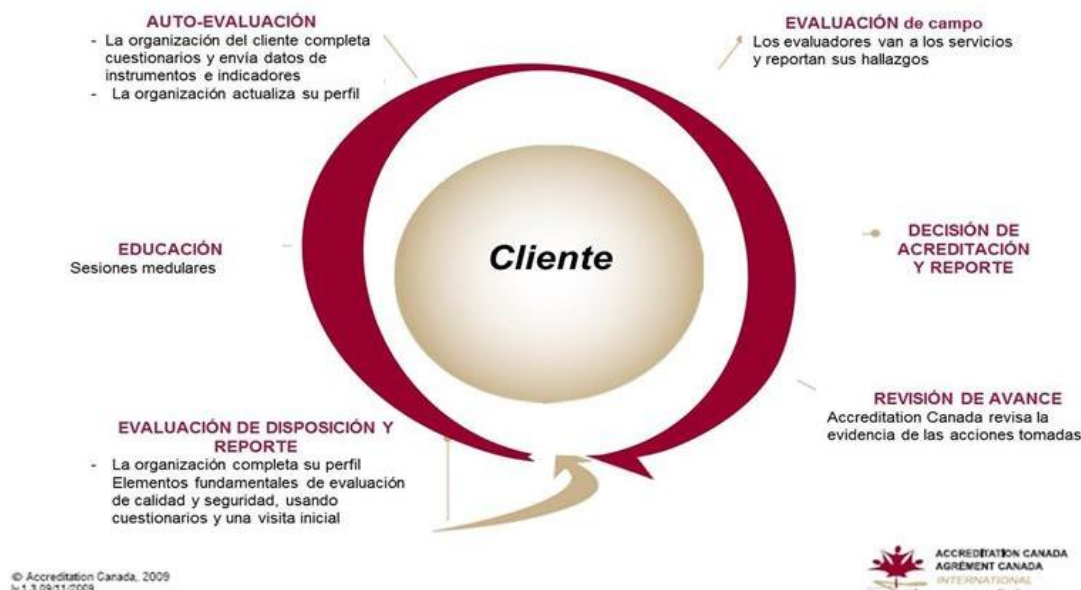 AUTO-EVALUACIÓN
- La organización del cliente completa
cuestionarios y envía datos de
instrumentos e indicadores
- La organización actualiza su perfil
EVALUACIÓN de campo
Los evaluadores van a los servicios
y reportan sus hallazgos
EDUCACIÓN
Sesiones medulares
Cliente
DECISIÓN DE
ACREDITACIÓN
Y REPORTE
EVALUACIÓN DE DISPOSICIÓN Y
REPORTE
- La organización completa su perfil
Elementos fundamentales de evaluación
de calidad y seguridad, usando
cuestionarios y una visita inicial
REVISIÓN DE AVANCE
Accreditation Canada revisa la
evidencia de las acciones tomadas
© Accreditation Canada, 2009
ACCREDITATION CANADA
AGRÉMENT CANADA
INTERNATIONAL